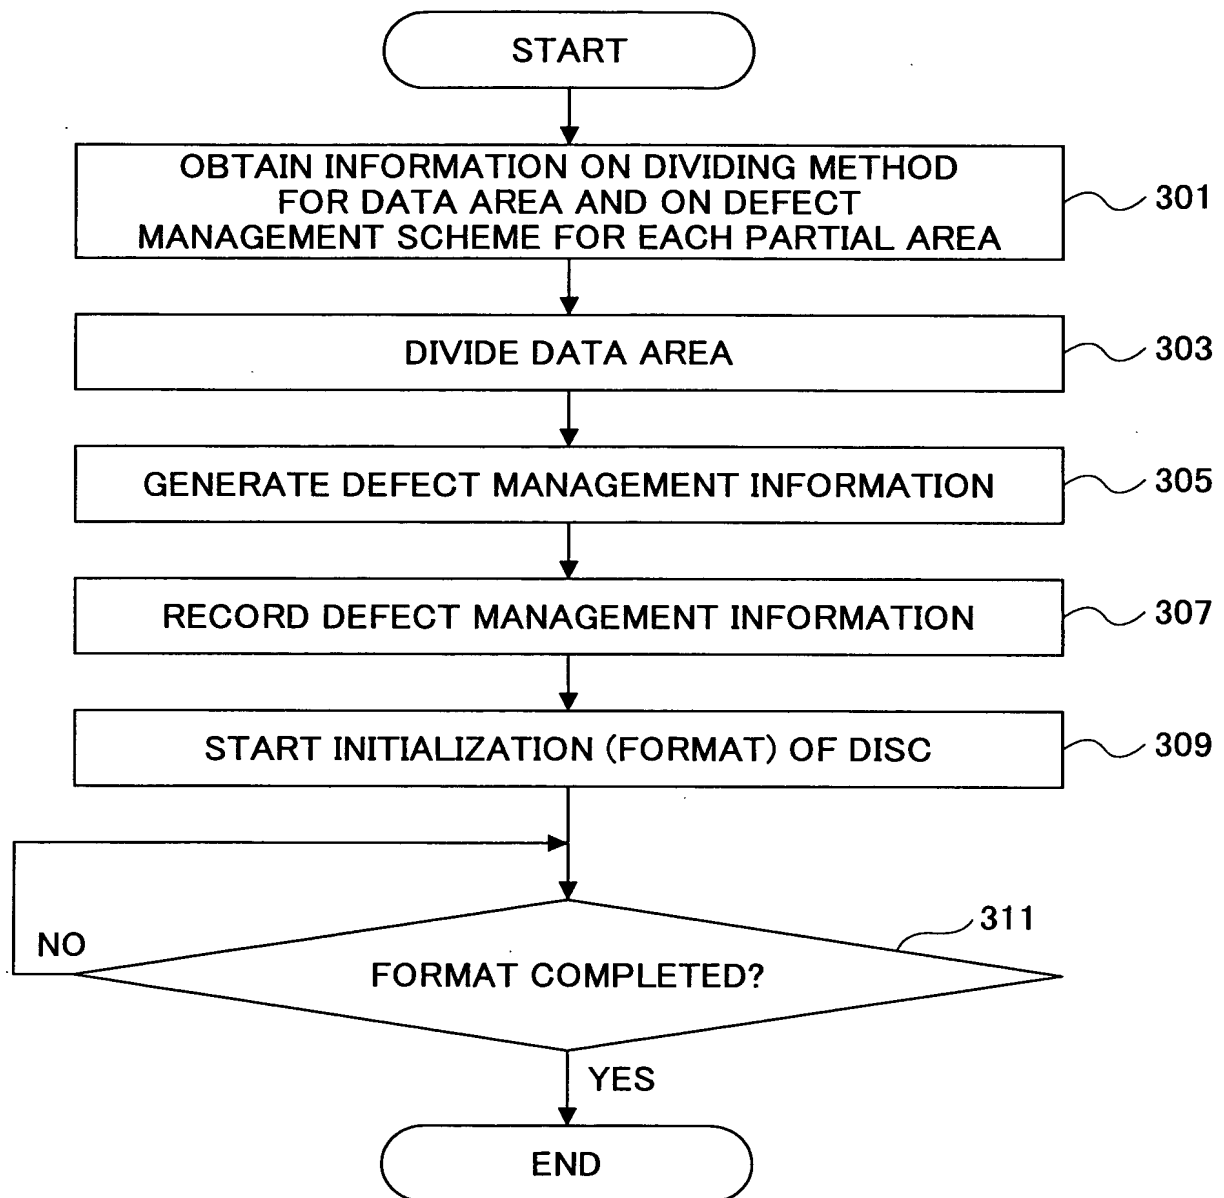 START
OBTAIN INFORMATION ON DIVIDING METHOD
FOR DATA AREA AND ON DEFECT
MANAGEMENT SCHEME FOR EACH PARTIAL AREA
301
DIVIDE DATA AREA
303
GENERATE DEFECT MANAGEMENT INFORMATION
305
RECORD DEFECT MANAGEMENT INFORMATION
307
START INITIALIZATION (FORMAT) OF DISC
309
311
NO
FORMAT COMPLETED?
YES
END